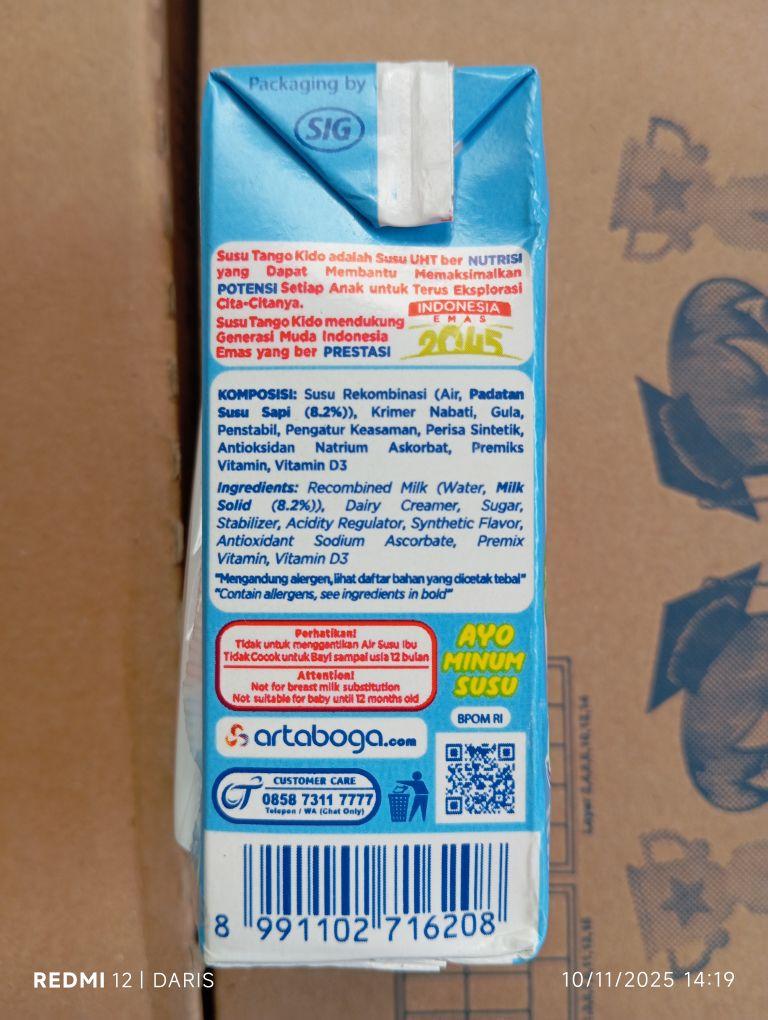 Packaging by
SIG
Susu Tango Kido adalah Susu UHT ber NUTRISI
yang Dapat Membantu Memaksimalkan
POTENSI Setiap Anak untuk Terus Eksplorasi
Cita-Citanya.
Susu Tango Kido mendukung
Generasi Muda Indonesia
Emas yang ber PRESTASI
INDONESIA
EMAS
2045
KOMPOSISI: Susu Rekombinasi (Air, Padatan
Susu Sapi (8.2%)), Krimer Nabati, Gula,
Penstabil, Pengatur Keasaman, Perisa Sintetik,
Antioksidan Natrium Askorbat, Premiks
Vitamin, Vitamin D3
Ingredients: Recombined Milk (Water, Milk
Solid (8.2%)), Dairy Creamer, Sugar,
Stabilizer, Acidity Regulator, Synthetic Flavor,
Antioxidant Sodium Ascorbate, Premix
Vitamin, Vitamin D3
"Mengandung alergen, lihat daftar bahan yang dicetak tebal"
"Contain allergens, see ingredients in bold"
Perhatikan!
Tidak untuk menggantikan Air Susu Ibu
Tidak Cocok untuk Bayi sampai usia 12 bulan
Attention!
Not for breast milk substitution
Not suitable for baby until 12 months old
AYO
MINUM
SUSU
BPOM RI
artaboga.com
CUSTOMER CARE
0858 7311 7777
Telepon / WA (Chat Only)
8 991102 716208
REDMI 12 | DARIS
10/11/2025 14:19